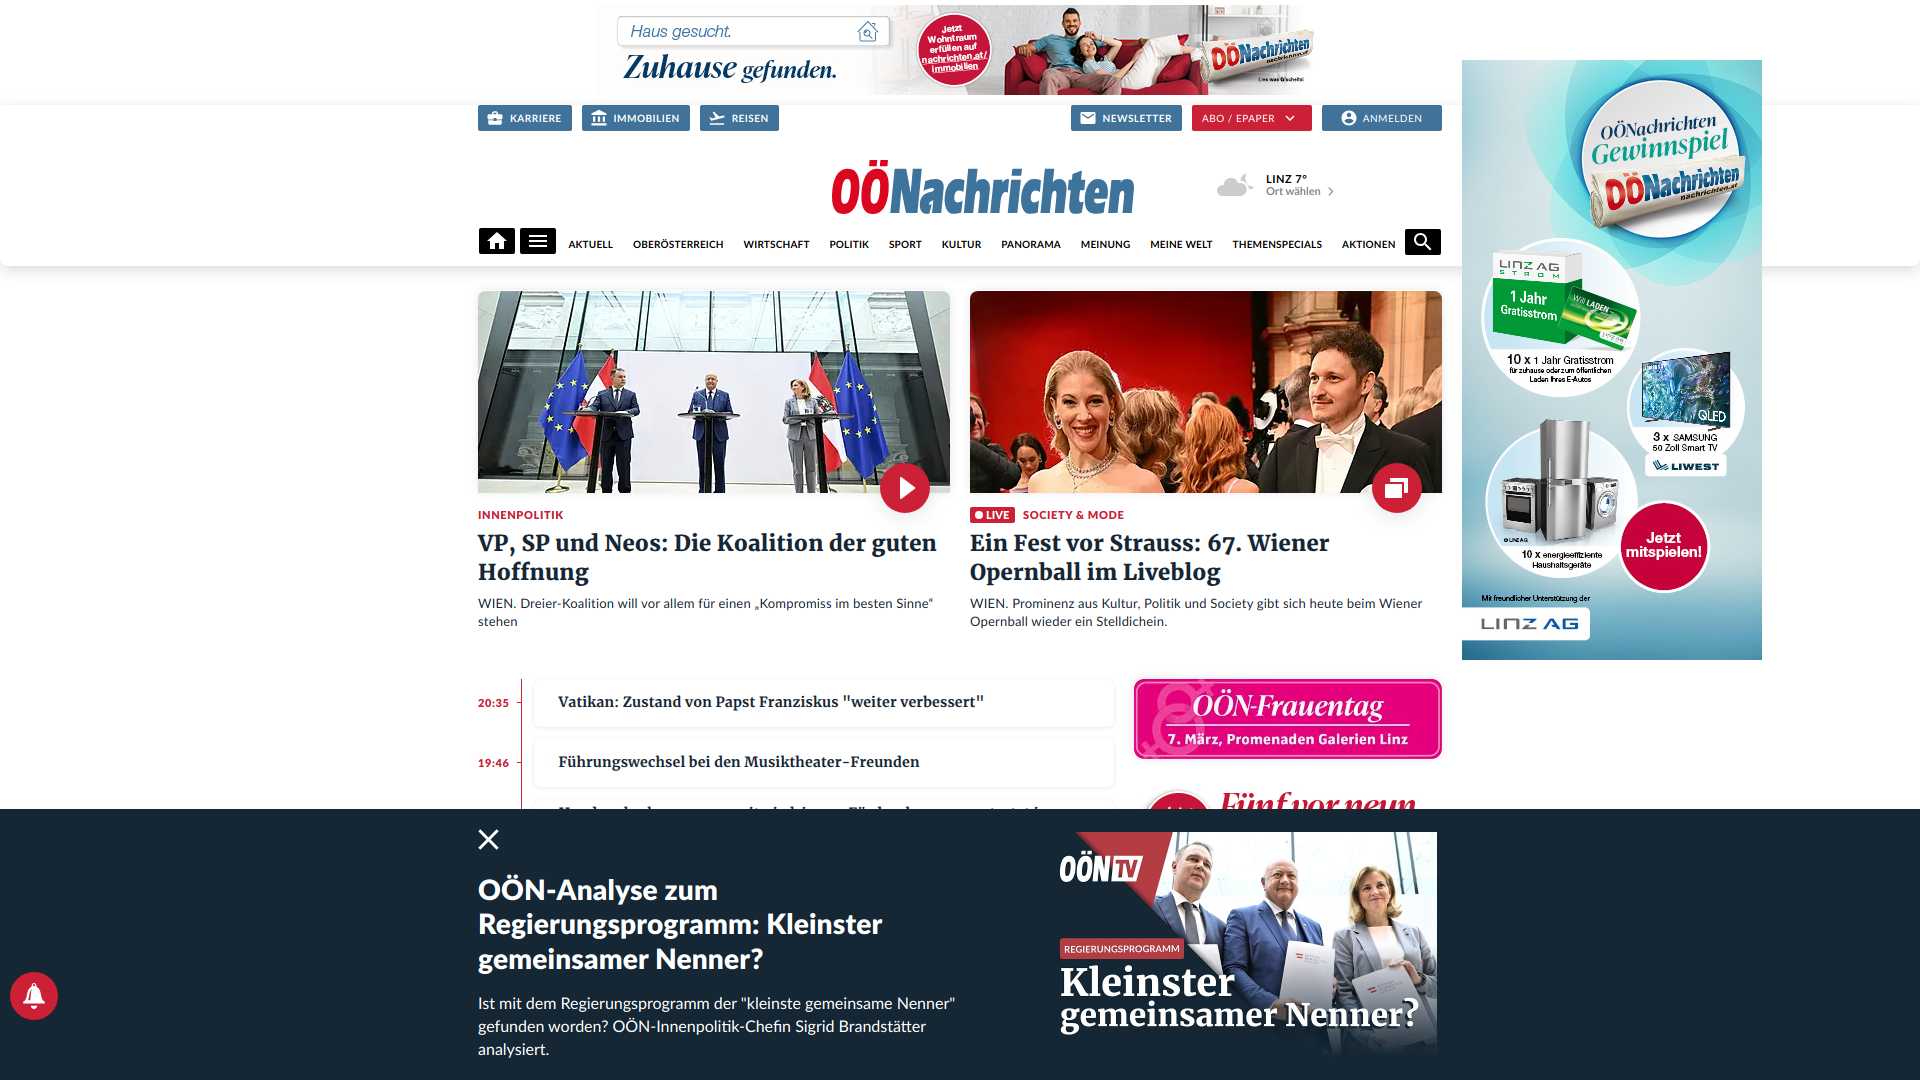 Haus gesucht.
Zuhause gefunden.
Jetzt
Wohntraum
erfüllen auf
nachrichten.at/
immobilien
OÖNachrichten
KARRIERE
IMMOBILIEN
REISEN
NEWSLETTER
ABO / EPAPER
ANMELDEN
OÖNachrichten
LINZ 7°
Ort wählen
AKTUELL
OBERÖSTERREICH
WIRTSCHAFT
POLITIK
SPORT
KULTUR
PANORAMA
MEINUNG
MEINE WELT
THEMENSPECIALS
AKTIONEN
INNENPOLITIK
VP, SP und Neos: Die Koalition der guten
Hoffnung
WIEN. Dreier-Koalition will vor allem für einen „Kompromiss im besten Sinne“
stehen
LIVE
SOCIETY & MODE
Ein Fest vor Strauss: 67. Wiener
Opernball im Liveblog
WIEN. Prominenz aus Kultur, Politik und Society gibt sich heute beim Wiener
Opernball wieder ein Stelldichein.
OÖNachrichten
Gewinnspiel
OÖNachrichten
nachrichten.at
LINZ AG
STROM
1 Jahr
Gratisstrom
Will LADEN
10 x 1 Jahr Gratisstrom
für zuhause oder zum öffentlichen
Laden Ihres E-Autos
QLED
3 x SAMSUNG
50 Zoll Smart TV
LIWEST
© LINZ AG
10 x energieeffiziente
Haushaltsgeräte
Jetzt
mitspielen!
Mit freundlicher Unterstützung der
LINZ AG
20:35
Vatikan: Zustand von Papst Franziskus "weiter verbessert"
19:46
Führungswechsel bei den Musiktheater-Freunden
OÖN-Frauentag
7. März, Promenaden Galerien Linz
Fünf vor neun
OÖN-Analyse zum
Regierungsprogramm: Kleinster
gemeinsamer Nenner?
Ist mit dem Regierungsprogramm der "kleinste gemeinsame Nenner"
gefunden worden? OÖN-Innenpolitik-Chefin Sigrid Brandstätter
analysiert.
OÖN TV
REGIERUNGSPROGRAMM
Kleinster
gemeinsamer Nenner?